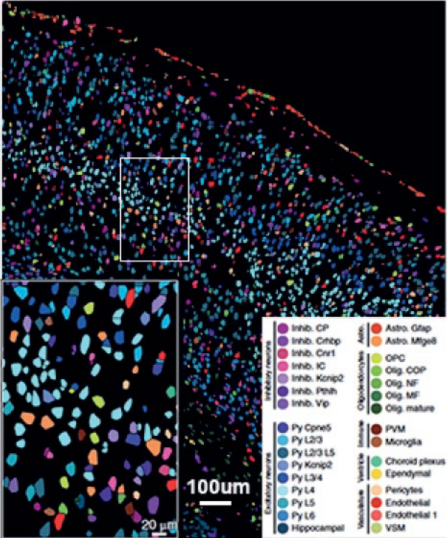 Inhibitory neurons
Inhib. CP
Inhib. Crhbp
Inhib. Cnr1
Inhib. IC
Inhib. Kcnip2
Inhib. Pthlh
Inhib. Vip
Excitatory neurons
Py Cpne5
Py L2/3
Py L2/3 L5
Py Kcnip2
Py L3/4
Py L4
Py L5
Py L6
Hippocampal
Astro.
Astro. Gfap
Astro. Mfge8
Oligodendrocytes
OPC
Olig. COP
Olig. NF
Olig. MF
Olig. mature
Immune
PVM
Microglia
Ventricle
Choroid plexus
Ependymal
Vasculature
Pericytes
Endothelial
Endothelial 1
VSM
100um
20 μm